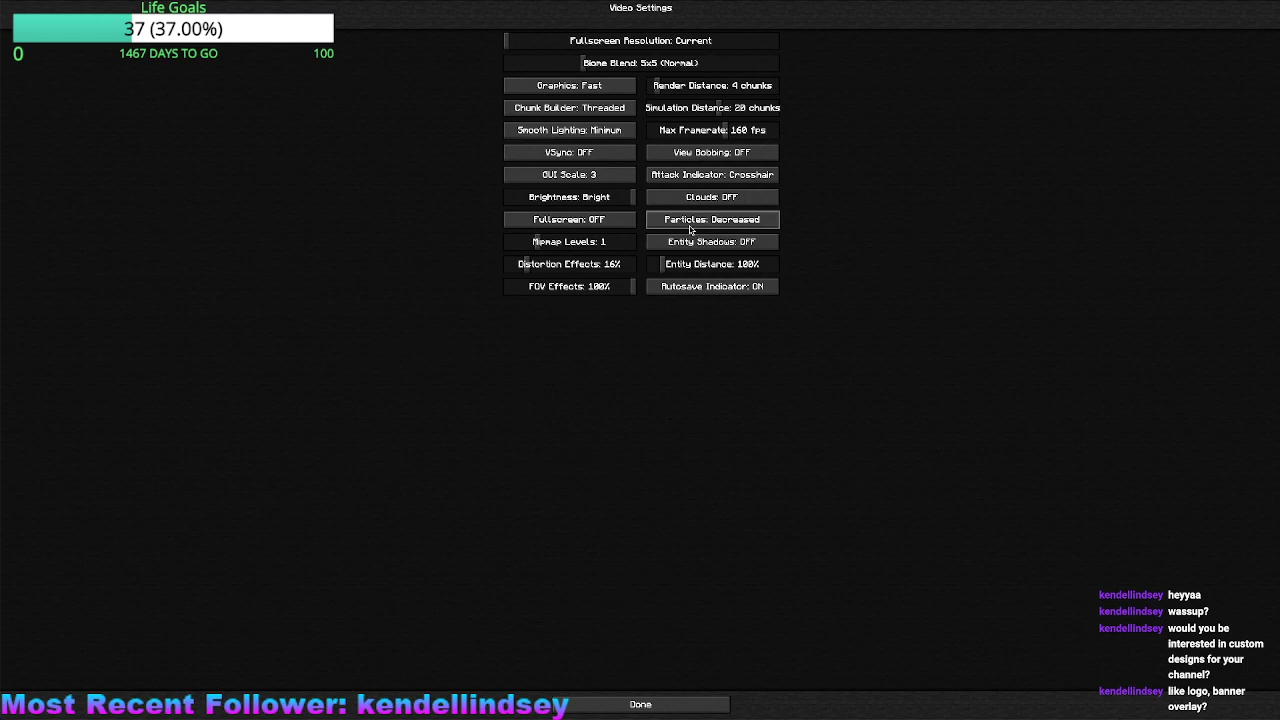 Life Goals
37 (37.00%)
0
1467 DAYS TO GO
100
Video Settings
Fullscreen Resolution: Current
Biome Blend: 5x5 (Normal)
Graphics: Fast
Render Distance: 4 chunks
Chunk Builder: Threaded
Simulation Distance: 20 chunks
Smooth Lighting: Minimum
Max Framerate: 160 fps
VSync: OFF
View Bobbing: OFF
GUI Scale: 3
Attack Indicator: Crosshair
Brightness: Bright
Clouds: OFF
Fullscreen: OFF
Particles: Decreased
Mipmap Levels: 1
Entity Shadows: OFF
Distortion Effects: 16%
Entity Distance: 100%
FOV Effects: 100%
Autosave Indicator: ON
kendellindsey heyyaa
kendellindsey wassup?
kendellindsey would you be
interested in custom
designs for your
channel?
kendellindsey like logo, banner
overlay?
Most Recent Follower: kendellindsey
Done